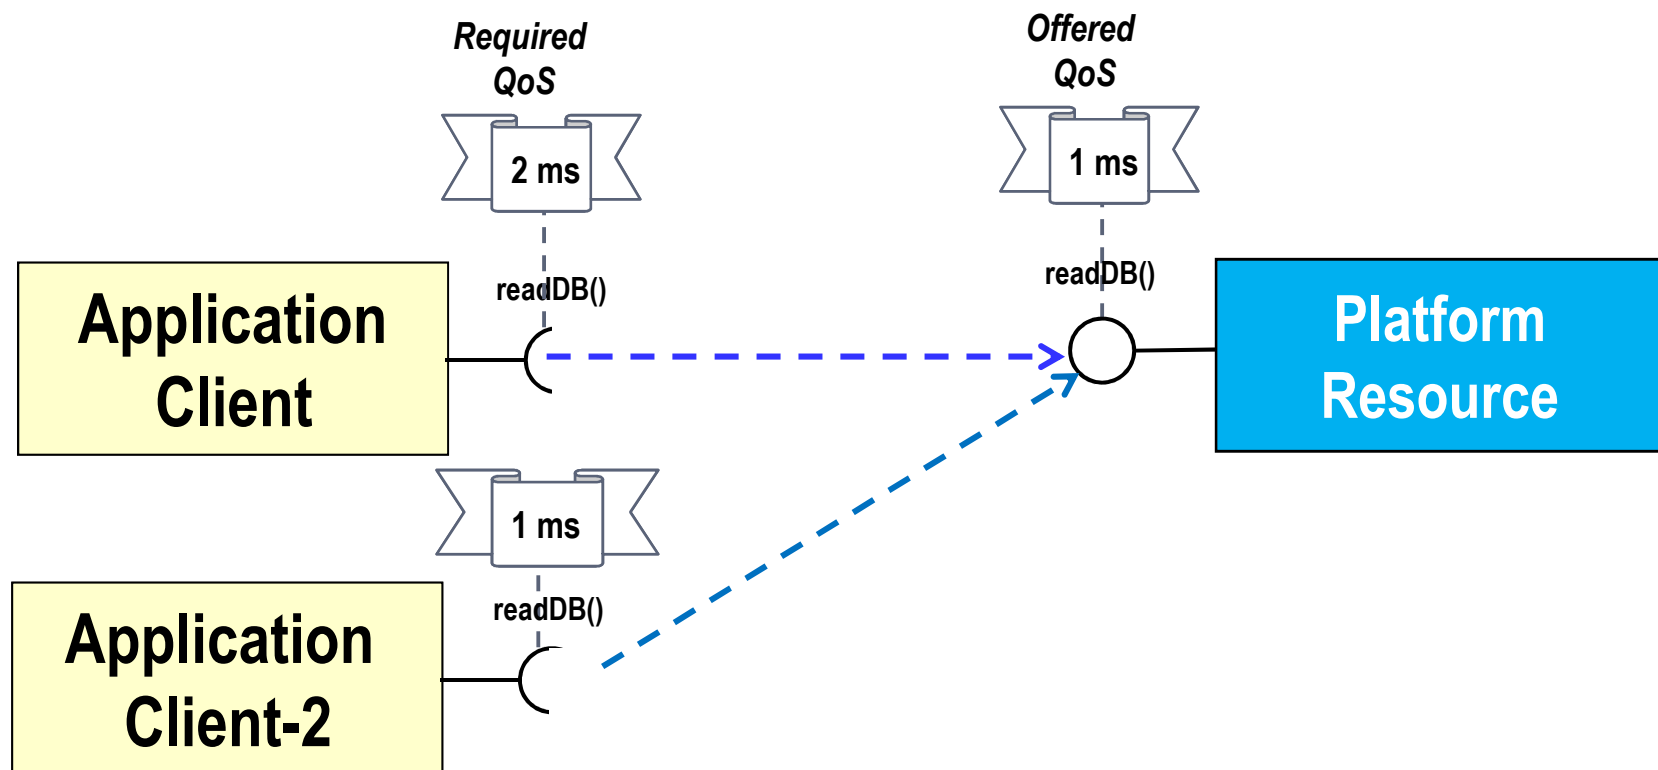 Required
QoS
Offered
QoS
2 ms
1 ms
readDB()
readDB()
Application
Client
Platform
Resource
1 ms
readDB()
Application
Client-2